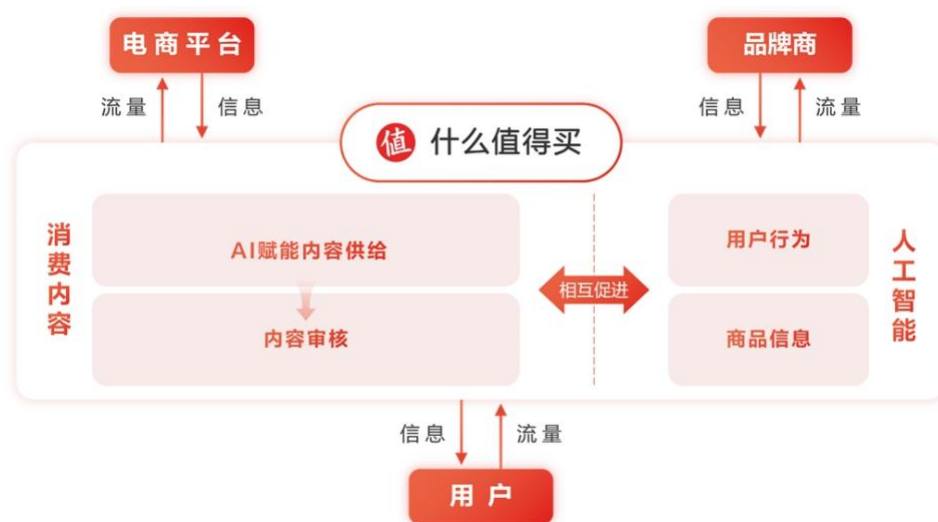 电商平台
品牌商
流量
信息
信息
流量
值 什么值得买
消费内容
AI赋能内容供给
内容审核
相互促进
用户行为
商品信息
人工智能
信息
流量
用户